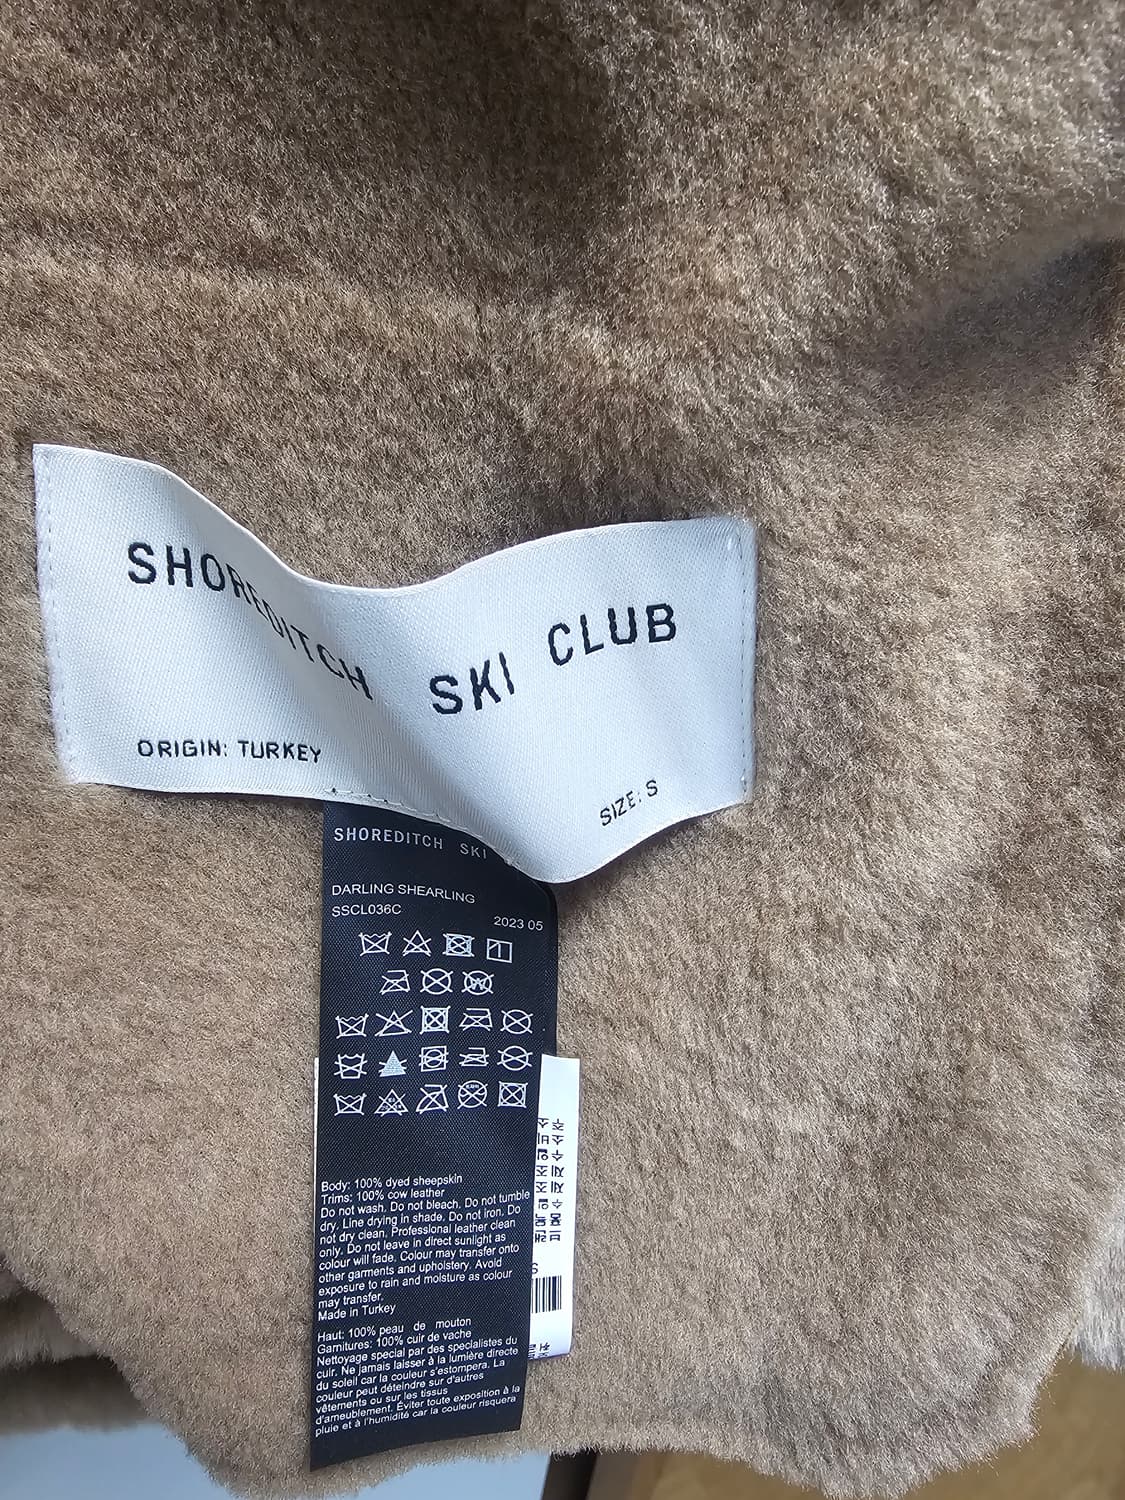 SHOREDITCH SKI CLUB
ORIGIN: TURKEY
SIZE: S
SHOREDITCH SKI
DARLING SHEARLING
SSCL036C
2023 05
Body: 100% dyed sheepskin
Trims: 100% cow leather
Do not wash. Do not bleach. Do not tumble
dry. Line drying in shade. Do not iron. Do
not dry clean. Professional leather clean
only. Do not leave in direct sunlight as
colour will fade. Colour may transfer onto
other garments and upholstery. Avoid
exposure to rain and moisture as colour
may transfer.
Made in Turkey
Haut: 100% peau de mouton
Garnitures: 100% cuir de vache
Nettoyage special par des specialistes du
cuir. Ne jamais laisser à la lumière directe
du soleil car la couleur s'estompera. La
couleur peut déteindre sur d'autres
vêtements ou sur les tissus
d'ameublement. Éviter toute exposition à la
pluie et à l'humidité car la couleur risquera